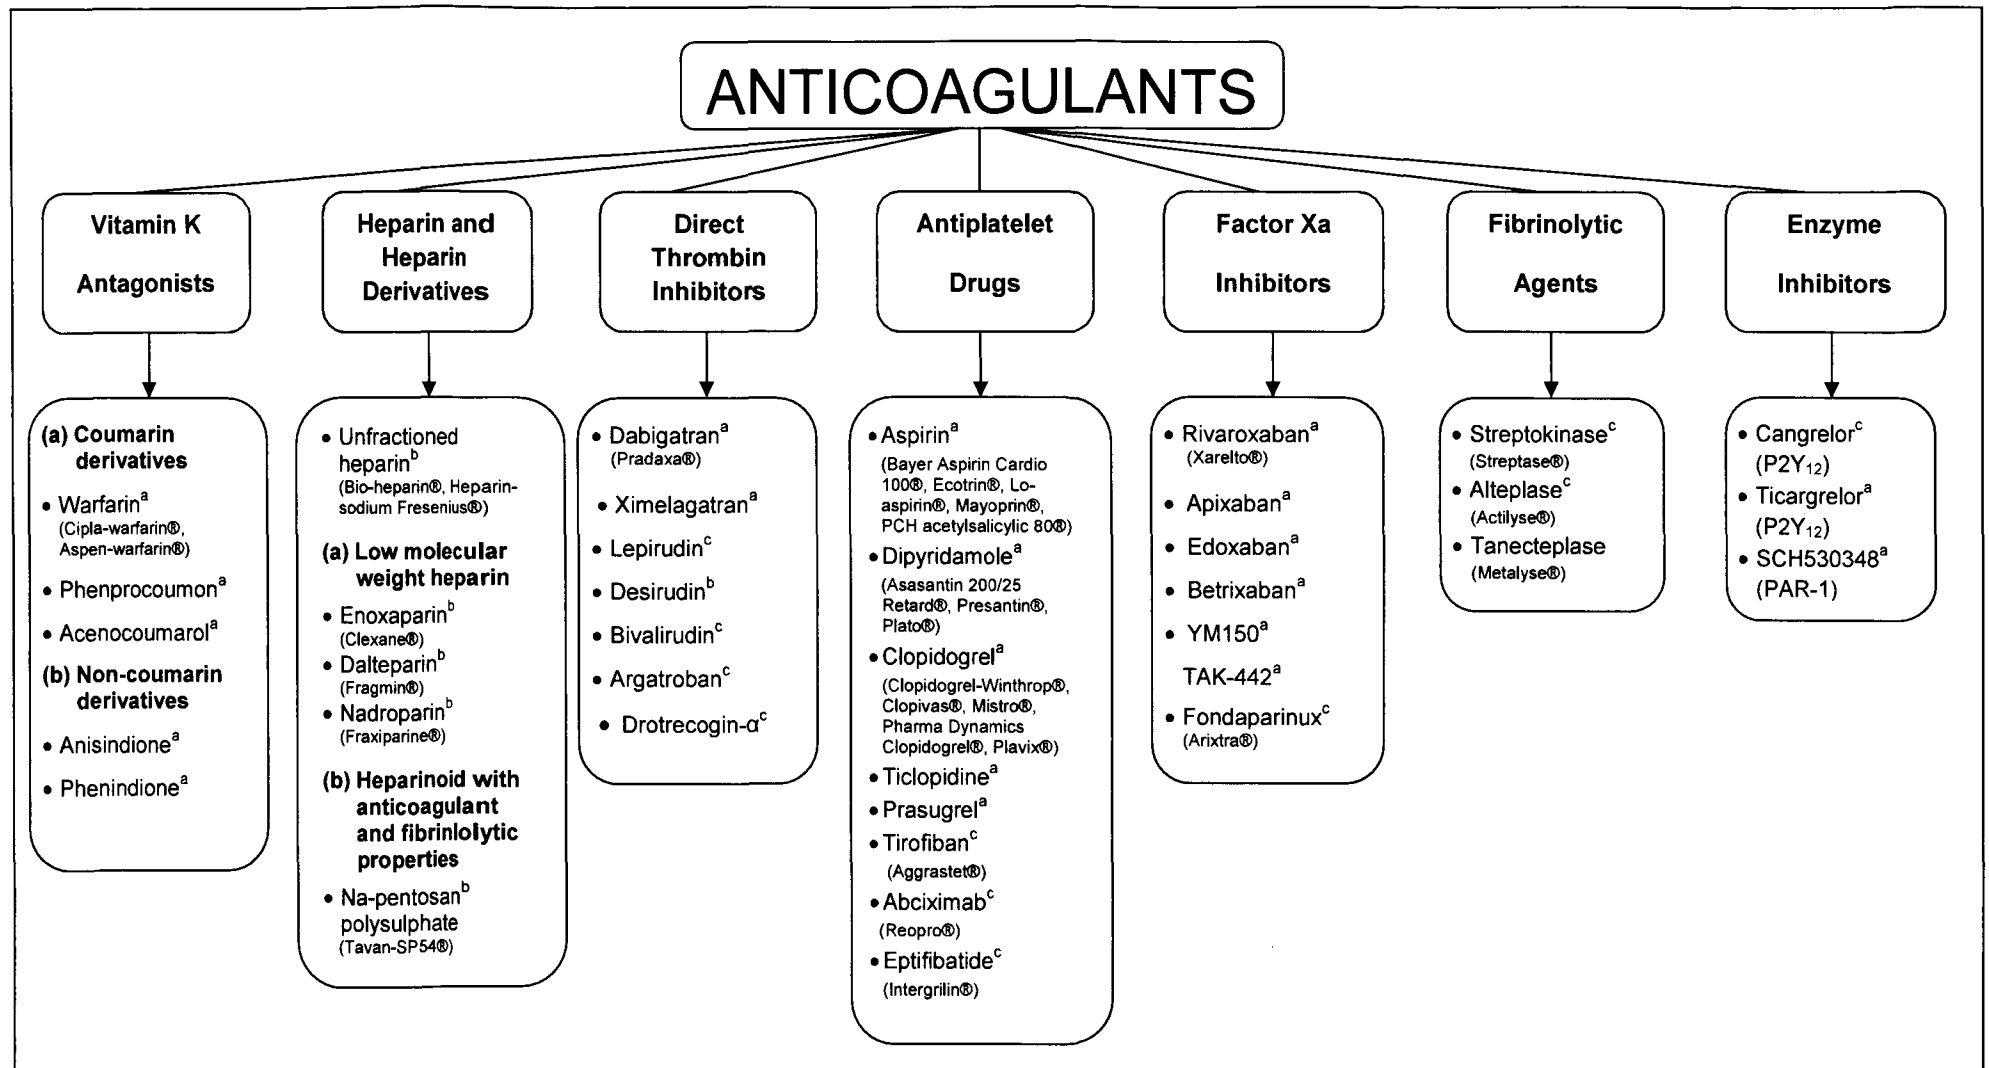 ANTICOAGULANTS
Vitamin K
Antagonists
Heparin and
Heparin
Derivatives
Direct
Thrombin
Inhibitors
Antiplatelet
Drugs
Factor Xa
Inhibitors
Fibrinolytic
Agents
Enzyme
Inhibitors
(a) Coumarin
derivatives
• Warfarinᵃ
(Cipla-warfarin®,
Aspen-warfarin®)
• Phenprocoumonᵃ
• Acenocoumarolᵃ
(b) Non-coumarin
derivatives
• Anisindioneᵃ
• Phenindioneᵃ
• Unfractioned
heparinᵇ
(Bio-heparin®, Heparin-
sodium Fresenius®)
(a) Low molecular
weight heparin
• Enoxaparinᵇ
(Clexane®)
• Dalteparinᵇ
(Fragmin®)
• Nadroparinᵇ
(Fraxiparine®)
(b) Heparinoid with
anticoagulant
and fibrinlolytic
properties
• Na-pentosanᵇ
polysulphate
(Tavan-SP54®)
• Dabigatranᵃ
(Pradaxa®)
• Ximelagatranᵃ
• Lepirudinᶜ
• Desirudinᵇ
• Bivalirudinᶜ
• Argatrobanᶜ
• Drotrecogin-αᶜ
• Aspirinᵃ
(Bayer Aspirin Cardio
100®, Ecotrin®, Lo-
aspirin®, Mayoprin®,
PCH acetylsalicylic 80®)
• Dipyridamoleᵃ
(Asasantin 200/25
Retard®, Presantin®,
Plato®)
• Clopidogrelᵃ
(Clopidogrel-Winthrop®,
Clopivas®, Mistro®,
Pharma Dynamics
Clopidogrel®, Plavix®)
• Ticlopidineᵃ
• Prasugrelᵃ
• Tirofibanᶜ
(Aggrastet®)
• Abciximabᶜ
(Reopro®)
• Eptifibatideᶜ
(Intergrilin®)
• Rivaroxabanᵃ
(Xarelto®)
• Apixabanᵃ
• Edoxabanᵃ
• Betrixabanᵃ
• YM150ᵃ
TAK-442ᵃ
• Fondaparinuxᶜ
(Arixtra®)
• Streptokinaseᶜ
(Streptase®)
• Alteplaseᶜ
(Actilyse®)
• Tanecteplase
(Metalyse®)
• Cangrelorᶜ
(P2Y₁₂)
• Ticargrelorᵃ
(P2Y₁₂)
• SCH530348ᵃ
(PAR-1)